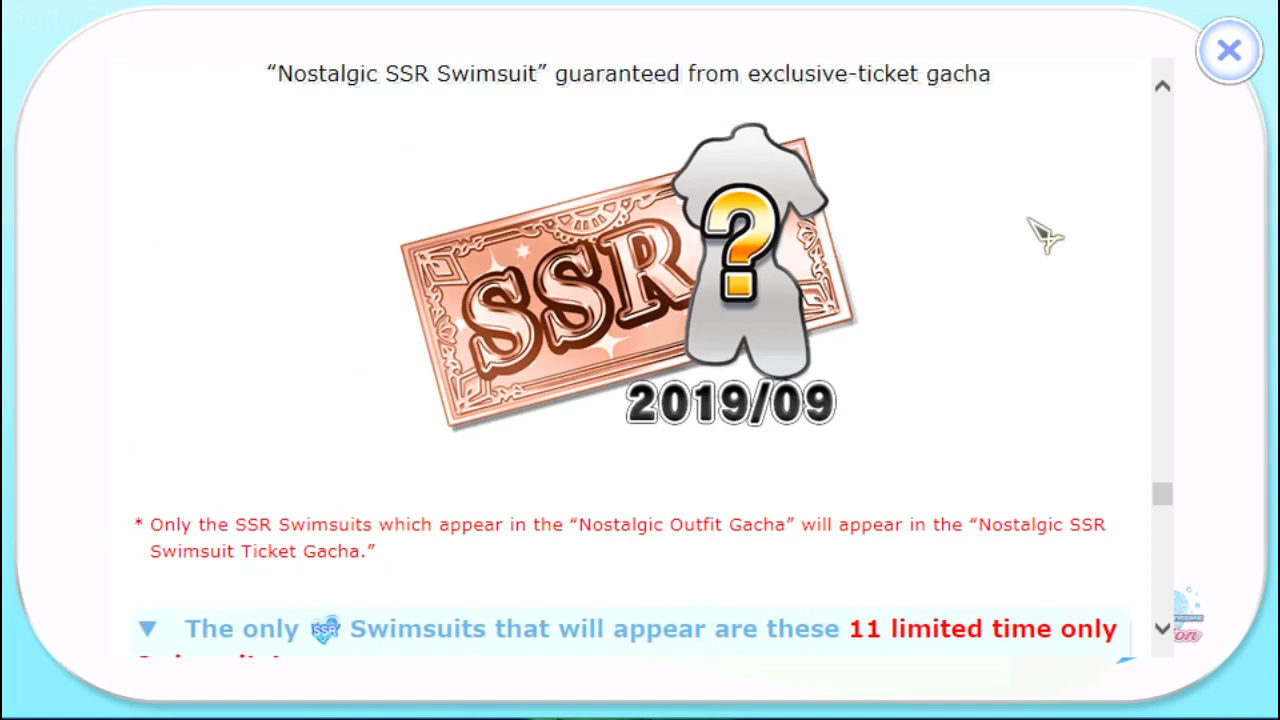 “Nostalgic SSR Swimsuit” guaranteed from exclusive-ticket gacha
SSR
?
2019/09
* Only the SSR Swimsuits which appear in the “Nostalgic Outfit Gacha” will appear in the “Nostalgic SSR
Swimsuit Ticket Gacha.”
▼ The only SSR Swimsuits that will appear are these 11 limited time only